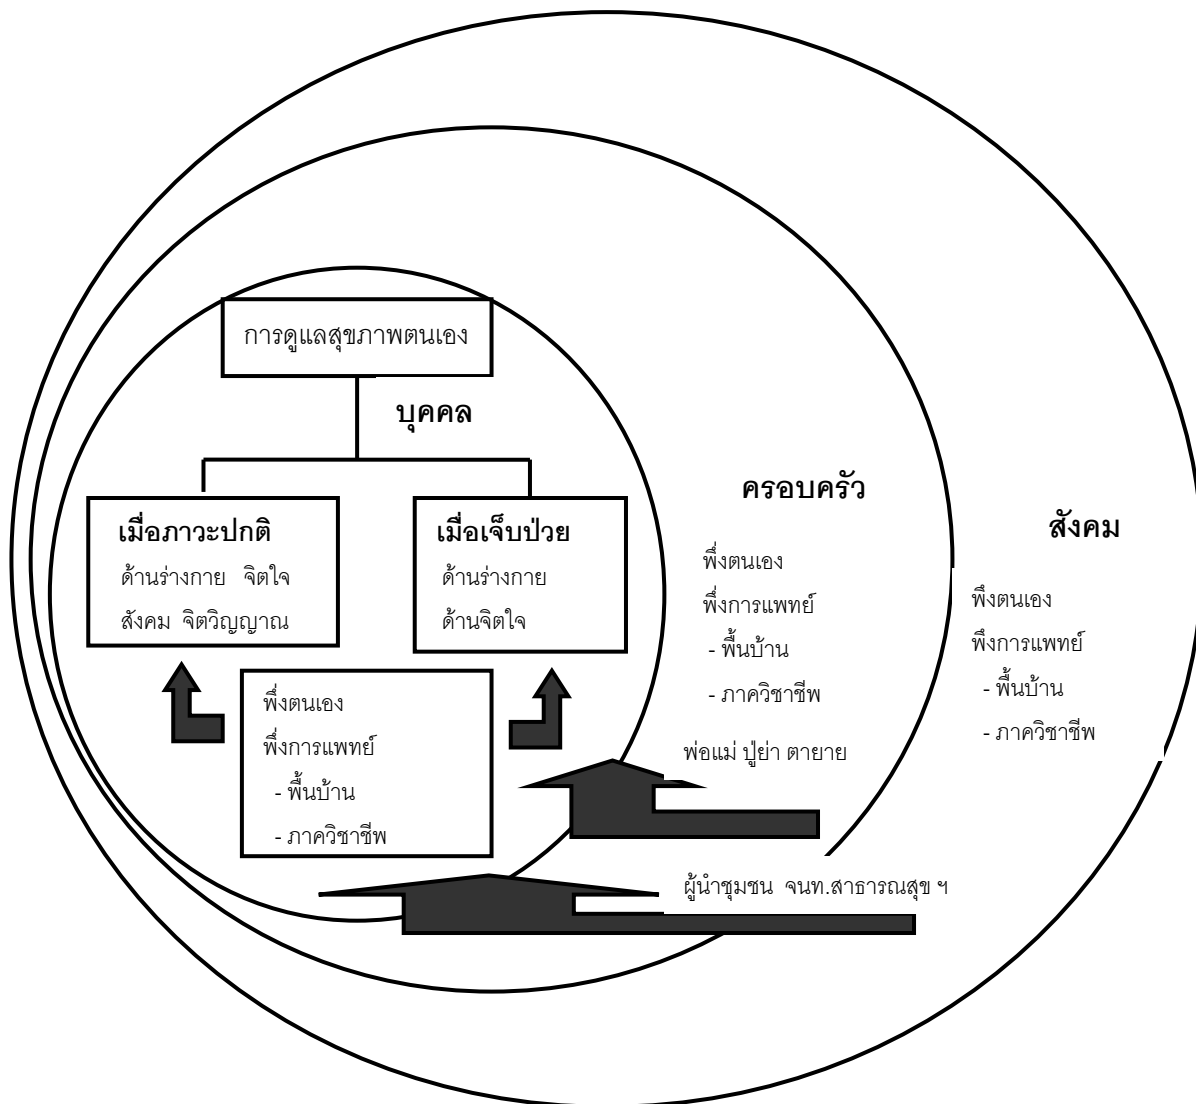 การดูแลสุขภาพตนเอง
บุคคล
เมื่อภาวะปกติ
ด้านร่างกาย จิตใจ
สังคม จิตวิญญาณ
เมื่อเจ็บป่วย
ด้านร่างกาย
ด้านจิตใจ
พึ่งตนเอง
พึ่งการแพทย์
- พื้นบ้าน
- ภาควิชาชีพ
ครอบครัว
พึ่งตนเอง
พึ่งการแพทย์
- พื้นบ้าน
- ภาควิชาชีพ
พ่อแม่ ปู่ย่า ตายาย
สังคม
พึงตนเอง
พึงการแพทย์
- พื้นบ้าน
- ภาควิชาชีพ
ผู้นำชุมชน จนท.สาธารณสุข ฯ